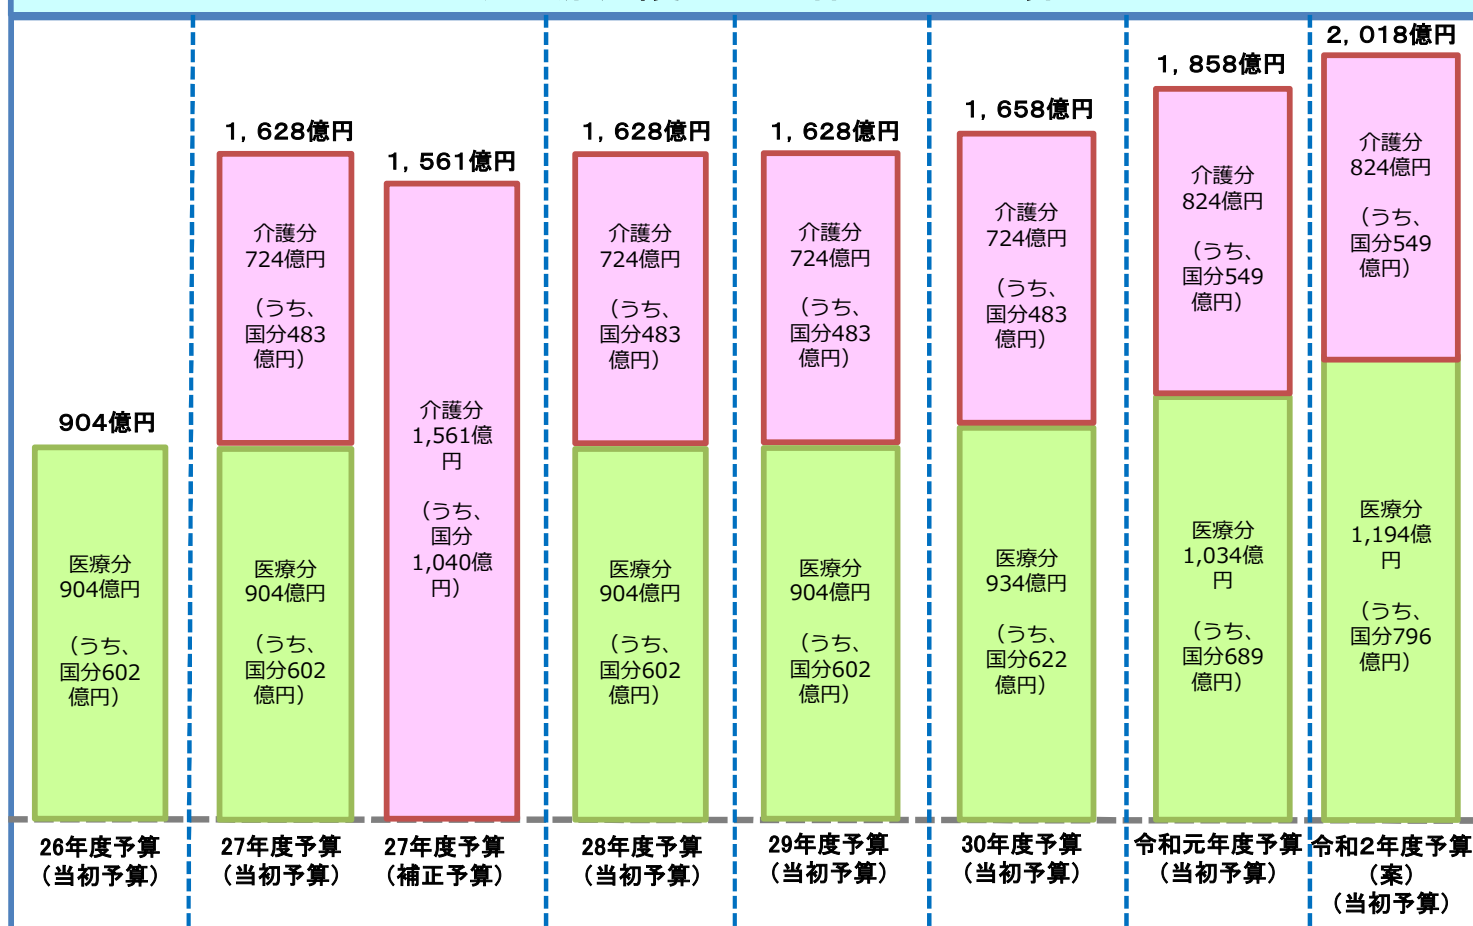 904億円
医療分
904億円
（うち、
国分602
億円）
26年度予算
（当初予算）
1，628億円
介護分
724億円
（うち、
国分483
億円）
医療分
904億円
（うち、
国分602
億円）
27年度予算
（当初予算）
1，561億円
介護分
1,561億
円
（うち、
国分
1,040億
円）
27年度予算
（補正予算）
1，628億円
介護分
724億円
（うち、
国分483
億円）
医療分
904億円
（うち、
国分602
億円）
28年度予算
（当初予算）
1，628億円
介護分
724億円
（うち、
国分483
億円）
医療分
904億円
（うち、
国分602
億円）
29年度予算
（当初予算）
1，658億円
介護分
724億円
（うち、
国分483
億円）
医療分
934億円
（うち、
国分622
億円）
30年度予算
（当初予算）
1，858億円
介護分
824億円
（うち、
国分549
億円）
医療分
1,034億
円
（うち、
国分689
億円）
令和元年度予算
（当初予算）
2，018億円
介護分
824億円
（うち、
国分549
億円）
医療分
1,194億
円
（うち、
国分796
億円）
令和2年度予算
（案）
（当初予算）